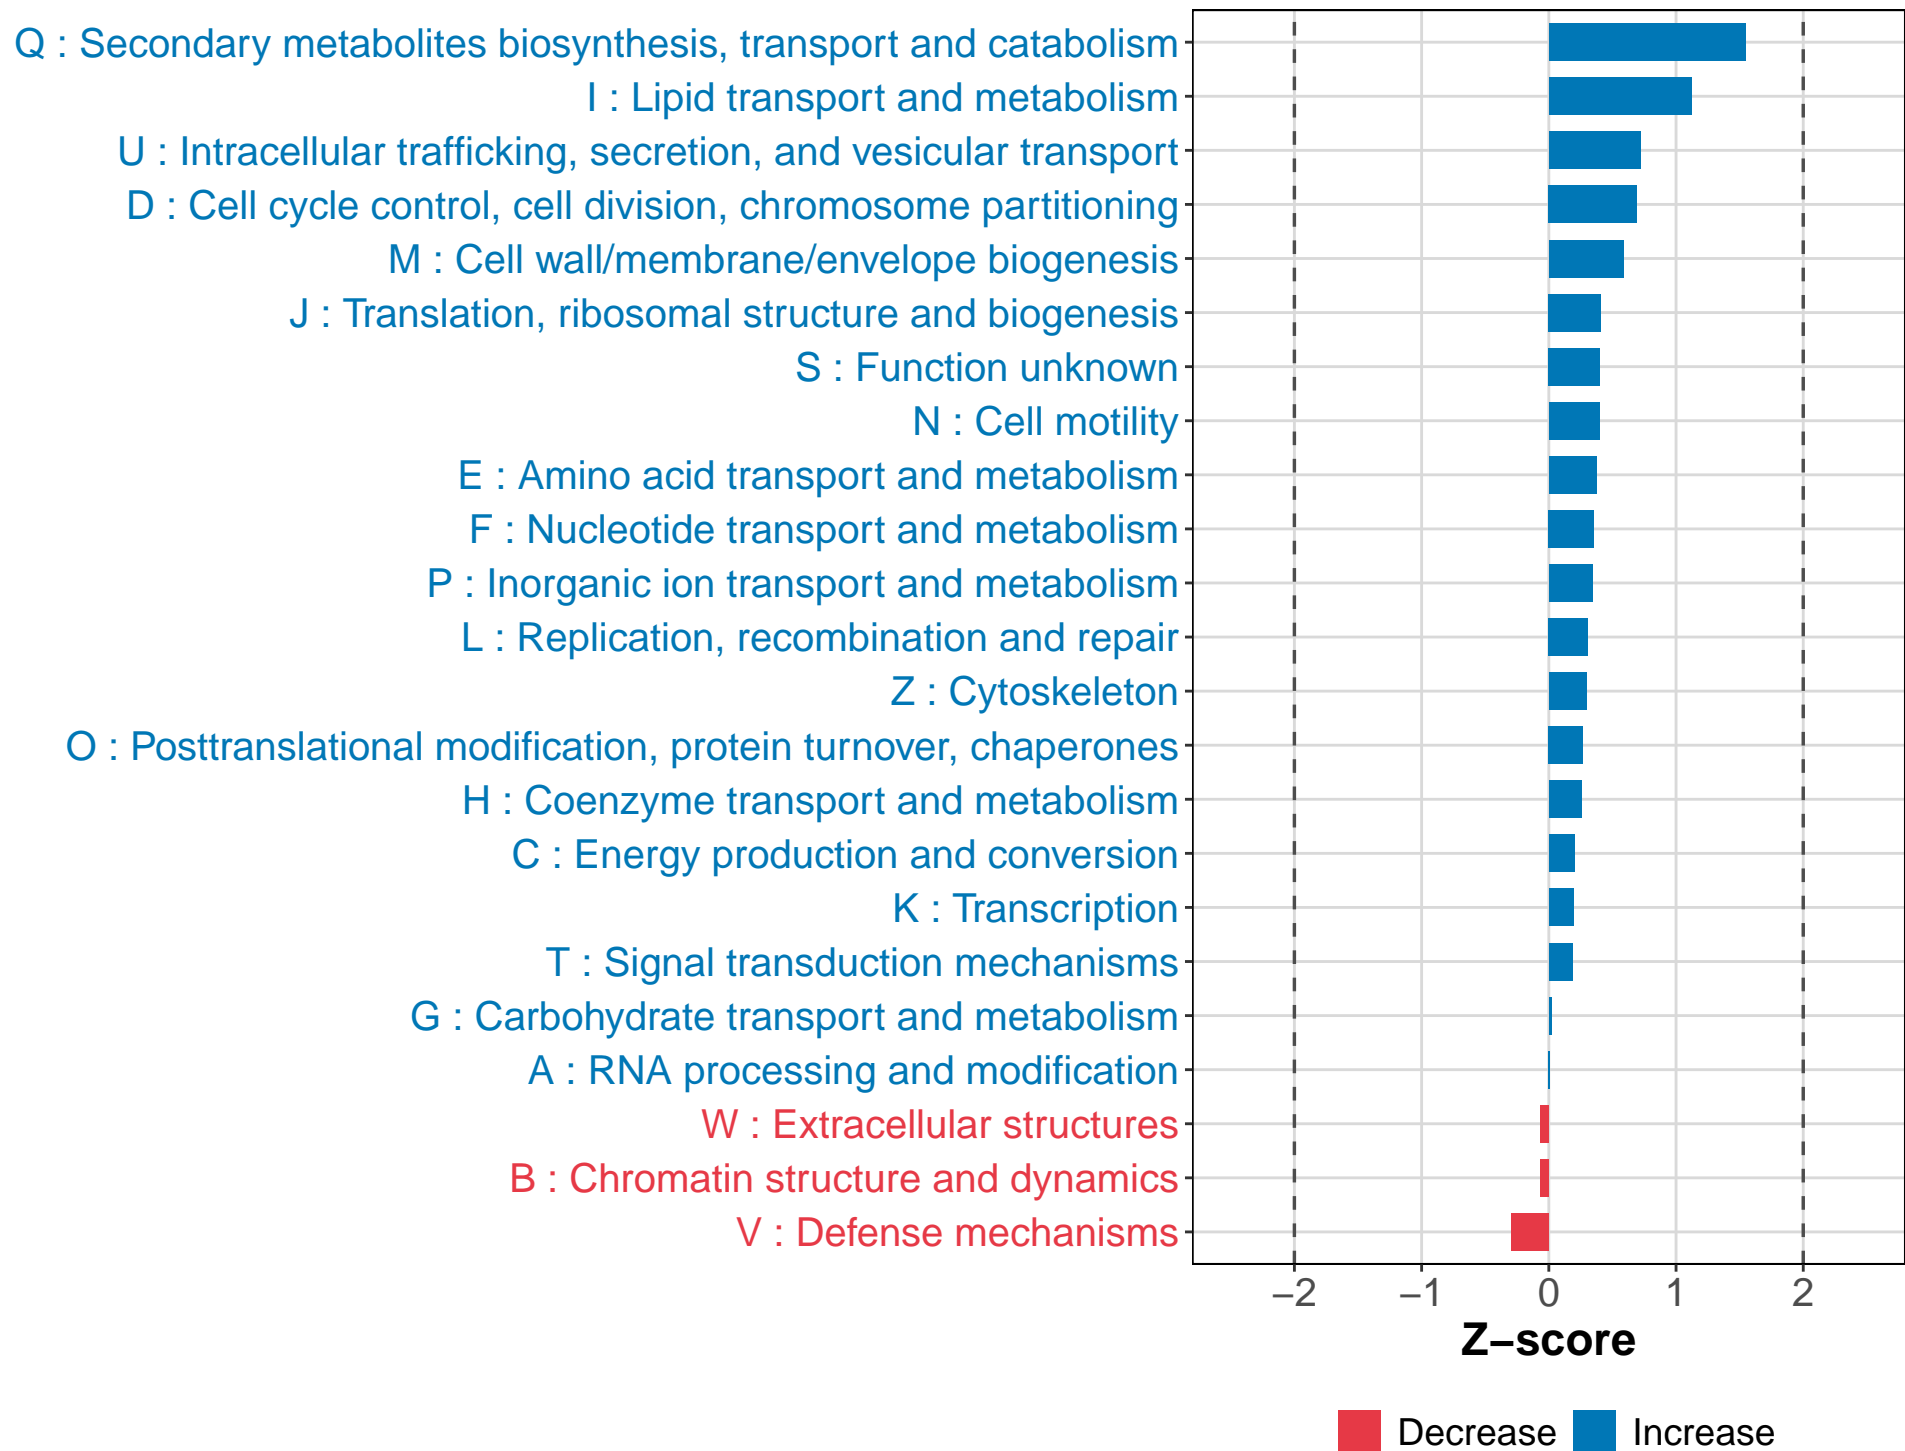 Q : Secondary metabolites biosynthesis, transport and catabolism
I : Lipid transport and metabolism
U : Intracellular trafficking, secretion, and vesicular transport
D : Cell cycle control, cell division, chromosome partitioning
M : Cell wall/membrane/envelope biogenesis
J : Translation, ribosomal structure and biogenesis
S : Function unknown
N : Cell motility
E : Amino acid transport and metabolism
F : Nucleotide transport and metabolism
P : Inorganic ion transport and metabolism
L : Replication, recombination and repair
Z : Cytoskeleton
O : Posttranslational modification, protein turnover, chaperones
H : Coenzyme transport and metabolism
C : Energy production and conversion
K : Transcription
T : Signal transduction mechanisms
G : Carbohydrate transport and metabolism
A : RNA processing and modification
W : Extracellular structures
B : Chromatin structure and dynamics
V : Defense mechanisms
−2 −1 0 1 2
Z−score
Decrease Increase